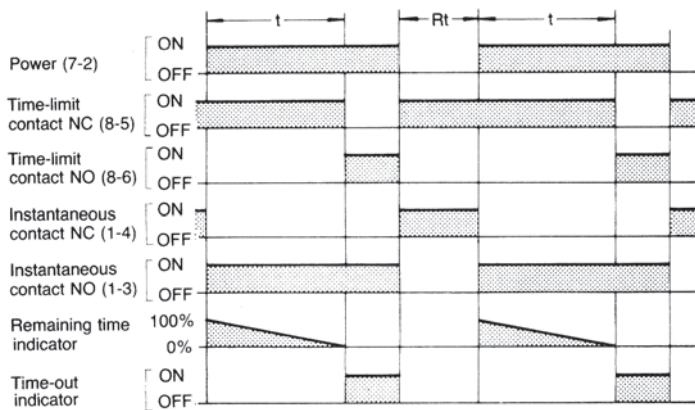 t Rt t
Power (7-2) ON
OFF
Time-limit
contact NC (8-5) ON
OFF
Time-limit
contact NO (8-6) ON
OFF
Instantaneous
contact NC (1-4) ON
OFF
Instantaneous
contact NO (1-3) ON
OFF
Remaining time
indicator 100%
0%
Time-out
indicator ON
OFF